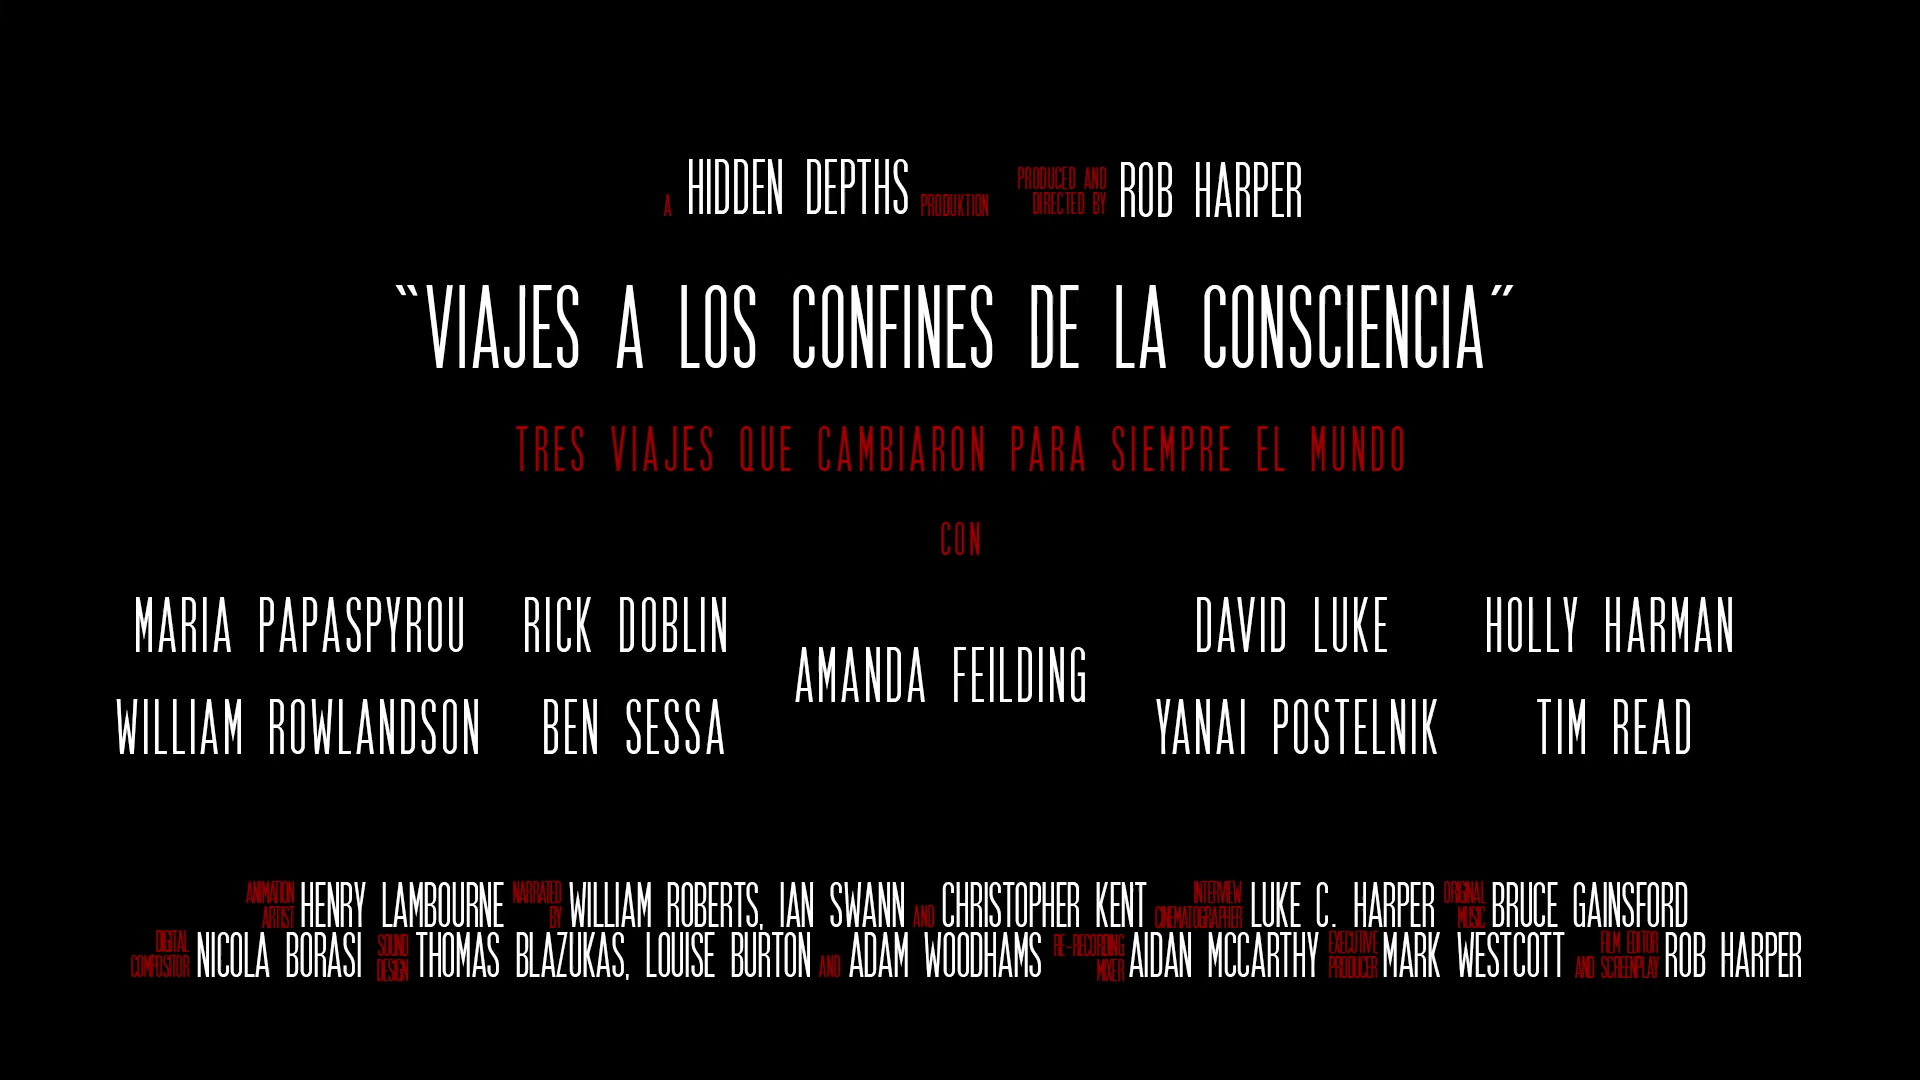 A HIDDEN DEPTHS PRODUKTION PRODUCED AND DIRECTED BY ROB HARPER
"VIAJES A LOS CONFINES DE LA CONSCIENCIA"
TRES VIAJES QUE CAMBIARON PARA SIEMPRE EL MUNDO
CON
MARIA PAPASPYROU RICK DOBLIN DAVID LUKE HOLLY HARMAN
AMANDA FEILDING
WILLIAM ROWLANDSON BEN SESSA YANAI POSTELNIK TIM READ
ANIMATION ARTIST HENRY LAMBOURNE NARRATED BY WILLIAM ROBERTS, IAN SWANN AND CHRISTOPHER KENT INTERVIEW CINEMATOGRAPHER LUKE C. HARPER ORIGINAL MUSIC BRUCE GAINSFORD
DIGITAL COMPOSITOR NICOLA BORASI SOUND DESIGN THOMAS BLAZUKAS, LOUISE BURTON AND ADAM WOODHAMS RE-RECORDING MIXER AIDAN MCCARTHY EXECUTIVE PRODUCER MARK WESTCOTT FILM EDITOR AND SCREENPLAY ROB HARPER